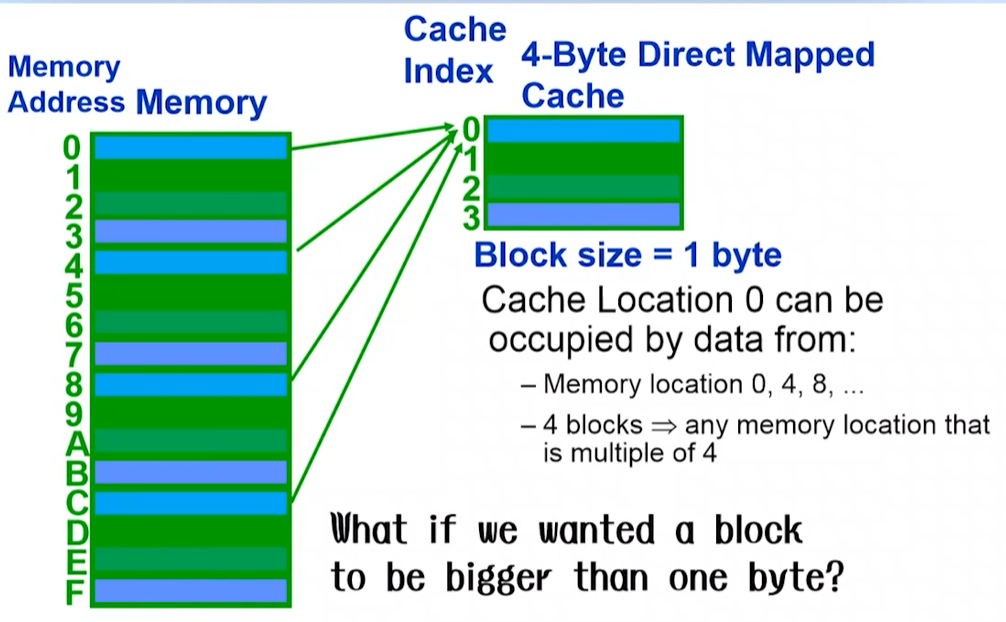 Cache
Index
4-Byte Direct Mapped
Cache
Memory
Address Memory
0
1
2
3
4
5
6
7
8
9
A
B
C
D
E
F
0
1
2
3
Block size = 1 byte
Cache Location 0 can be
occupied by data from:
– Memory location 0, 4, 8, ...
– 4 blocks ⇒ any memory location that
is multiple of 4
What if we wanted a block
to be bigger than one byte?